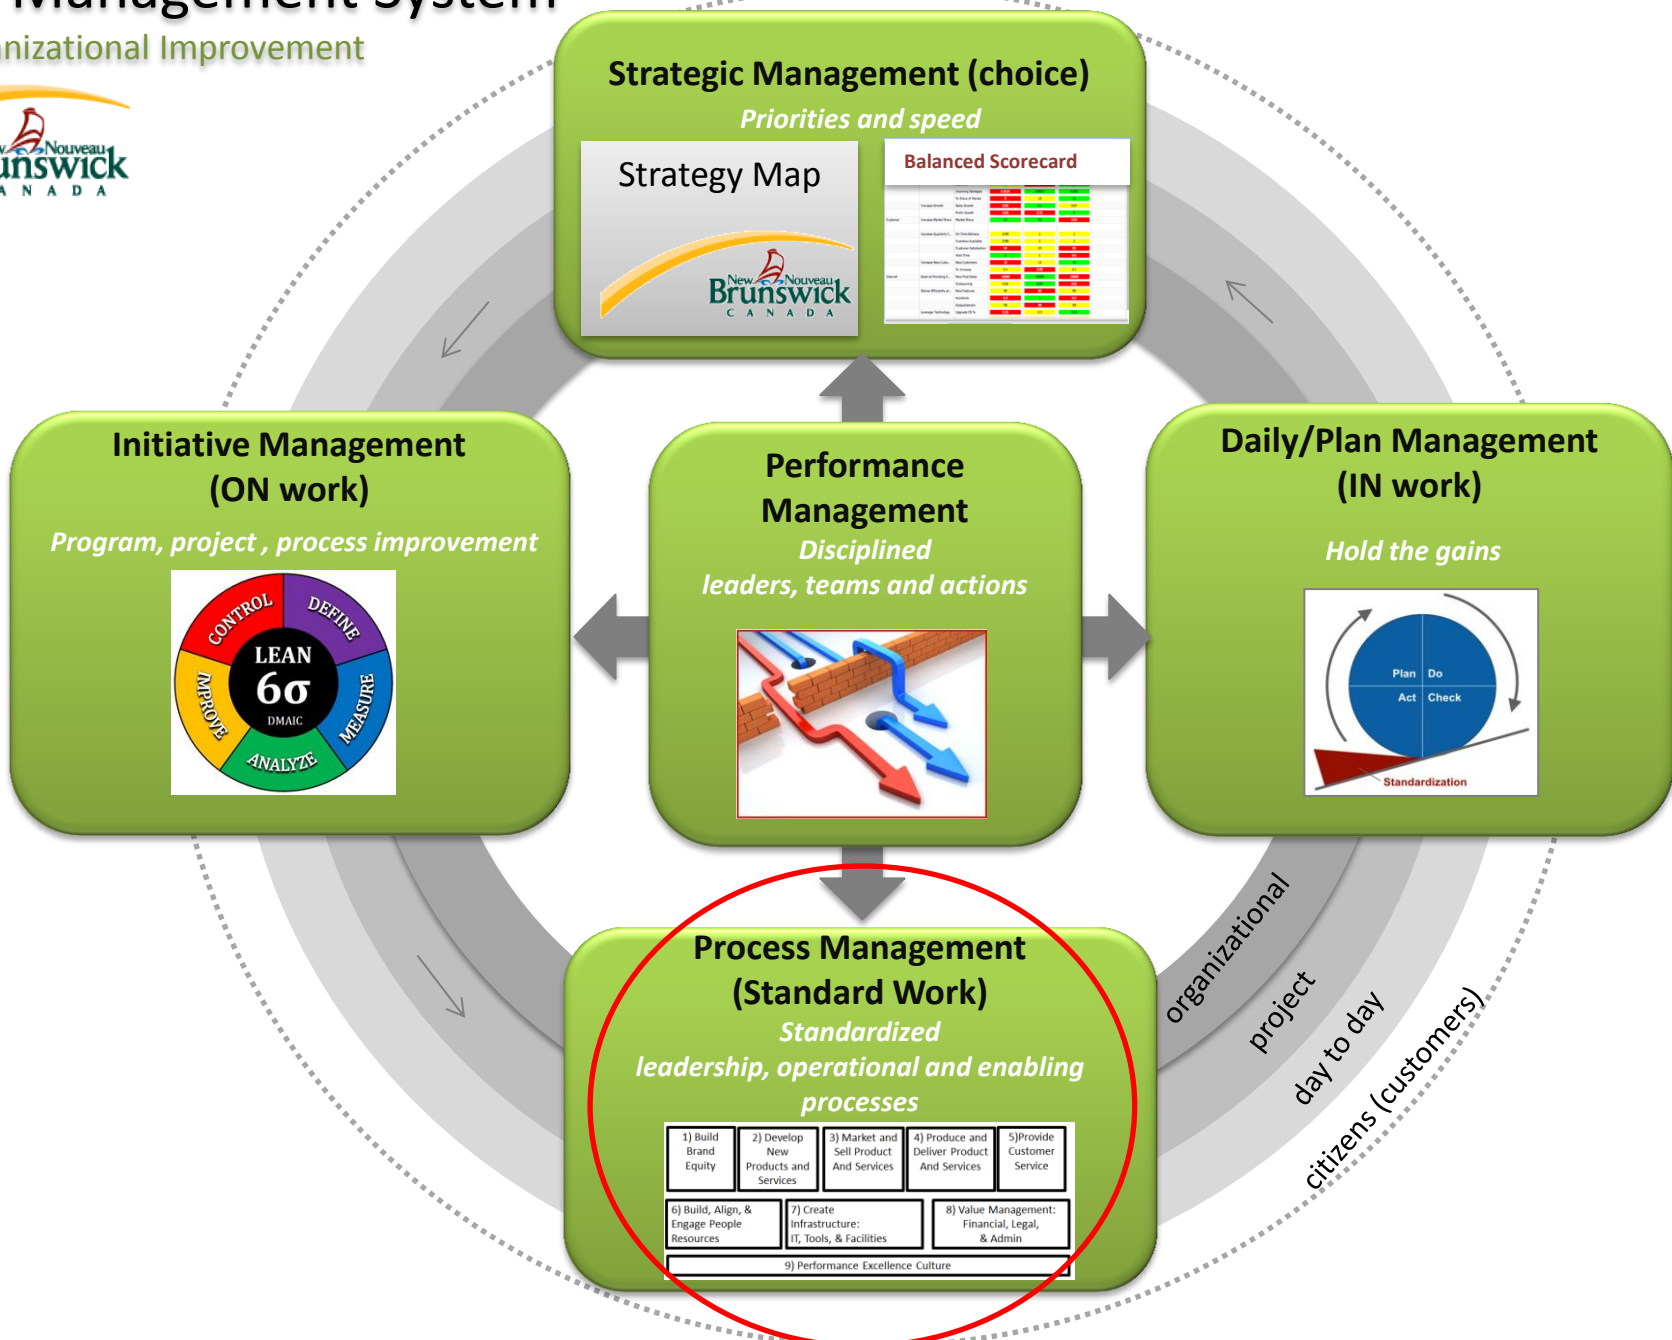 Management System
nizational Improvement
Nouveau
unswick
C A N A D A
Strategic Management (choice)
Priorities and speed
Strategy Map
New Nouveau
Brunswick
C A N A D A
Balanced Scorecard
Initiative Management
(ON work)
Program, project , process improvement
CONTROL
DEFINE
MEASURE
ANALYZE
IMPROVE
LEAN
6σ
DMAIC
Performance
Management
Disciplined
leaders, teams and actions
Daily/Plan Management
(IN work)
Hold the gains
Plan Do
Act Check
Standardization
Process Management
(Standard Work)
Standardized
leadership, operational and enabling
processes
1) Build
Brand
Equity
2) Develop
New
Products and
Services
3) Market and
Sell Product
And Services
4) Produce and
Deliver Product
And Services
5)Provide
Customer
Service
6) Build, Align, &
Engage People
Resources
7) Create
Infrastructure:
IT, Tools, & Facilities
8) Value Management:
Financial, Legal,
& Admin
9) Performance Excellence Culture
organizational
project
day to day
citizens (customers)